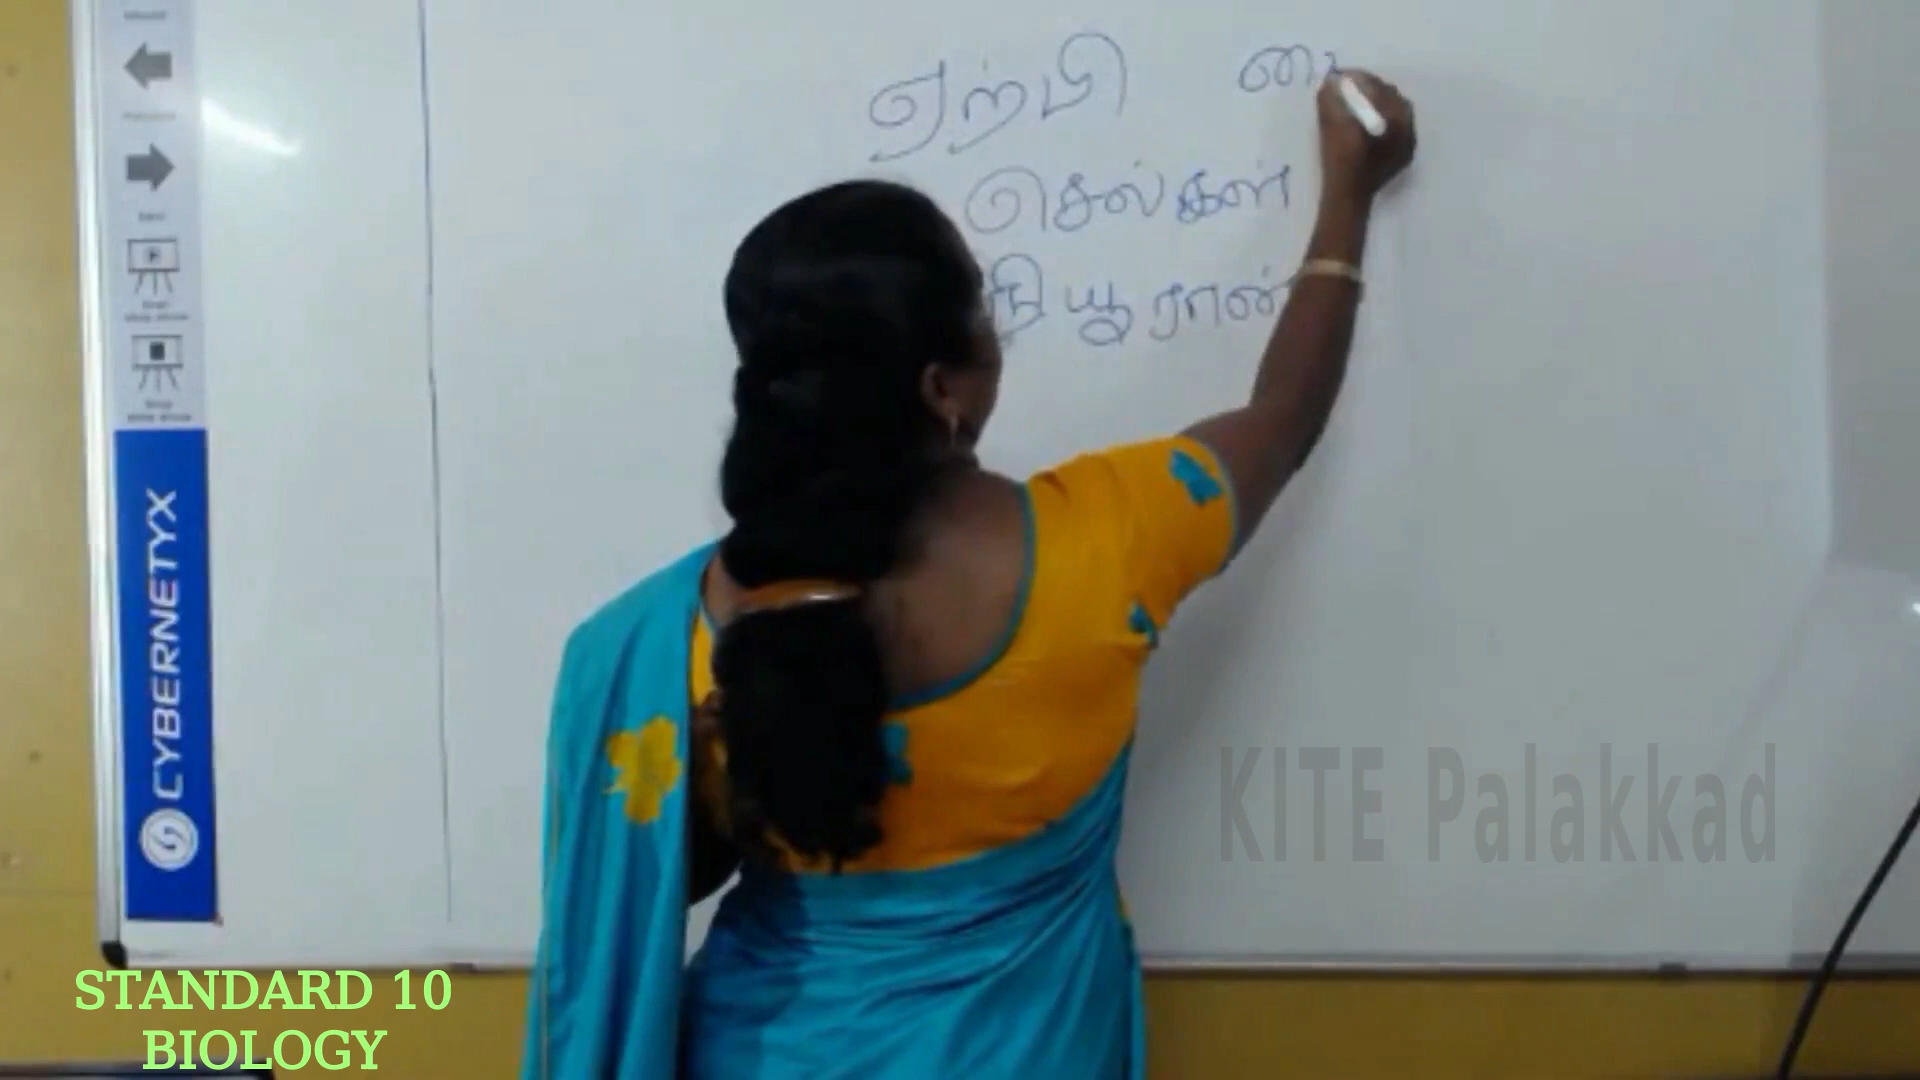 ஏற்பி
செல்கள்
நியூரான்
CYBERNETYX
KITE Palakkad
STANDARD 10
BIOLOGY